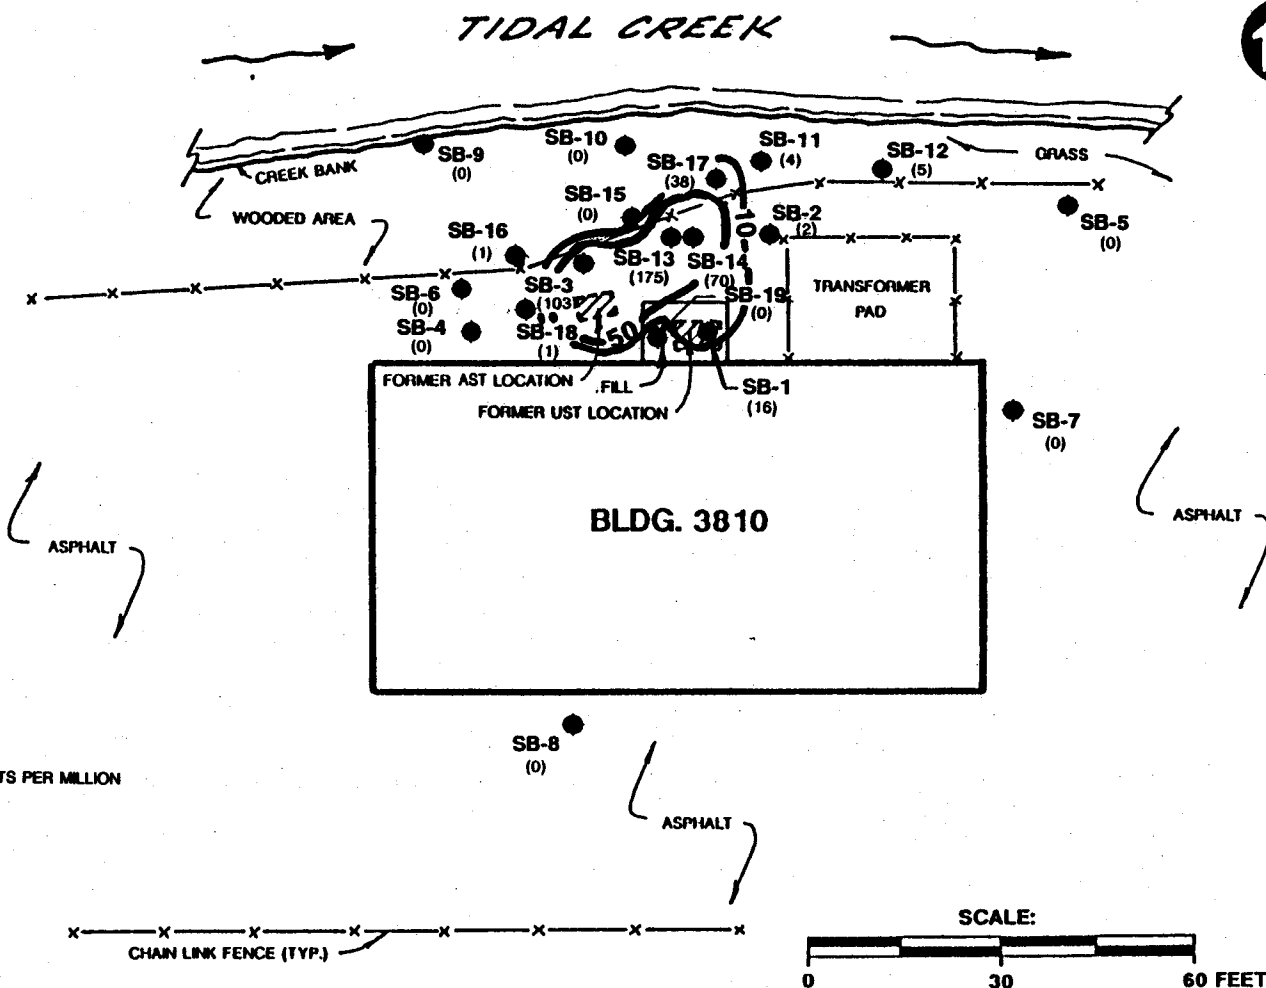 TIDAL CREEK
1
SB-9
(0)
SB-10
(0)
SB-11
(4)
SB-12
(5)
GRASS
CREEK BANK
SB-17
(38)
WOODED AREA
SB-15
(0)
SB-2
(2)
SB-5
(0)
SB-16
(1)
10
SB-13
(175)
SB-14
(70)
SB-6
(0)
SB-3
(103)
SB-19
(0)
TRANSFORMER
PAD
SB-4
(0)
SB-18
(1)
50
FORMER AST LOCATION
FILL
SB-1
(16)
FORMER UST LOCATION
SB-7
(0)
BLDG. 3810
ASPHALT
ASPHALT
SB-8
(0)
TS PER MILLION
ASPHALT
CHAIN LINK FENCE (TYP.)
SCALE:
0 30 60 FEET